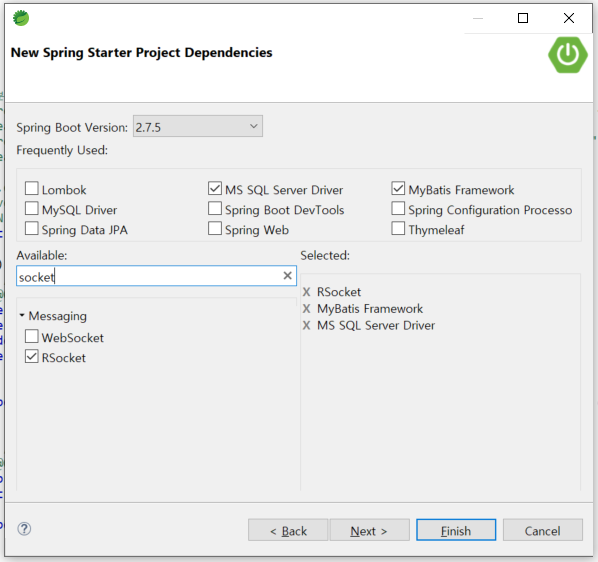 New Spring Starter Project Dependencies
Spring Boot Version: 2.7.5
Frequently Used:
Lombok MS SQL Server Driver MyBatis Framework
MySQL Driver Spring Boot DevTools Spring Configuration Processo
Spring Data JPA Spring Web Thymeleaf
Available: Selected:
socket
X RSocket
Messaging X MyBatis Framework
WebSocket X MS SQL Server Driver
RSocket
< Back Next > Finish Cancel